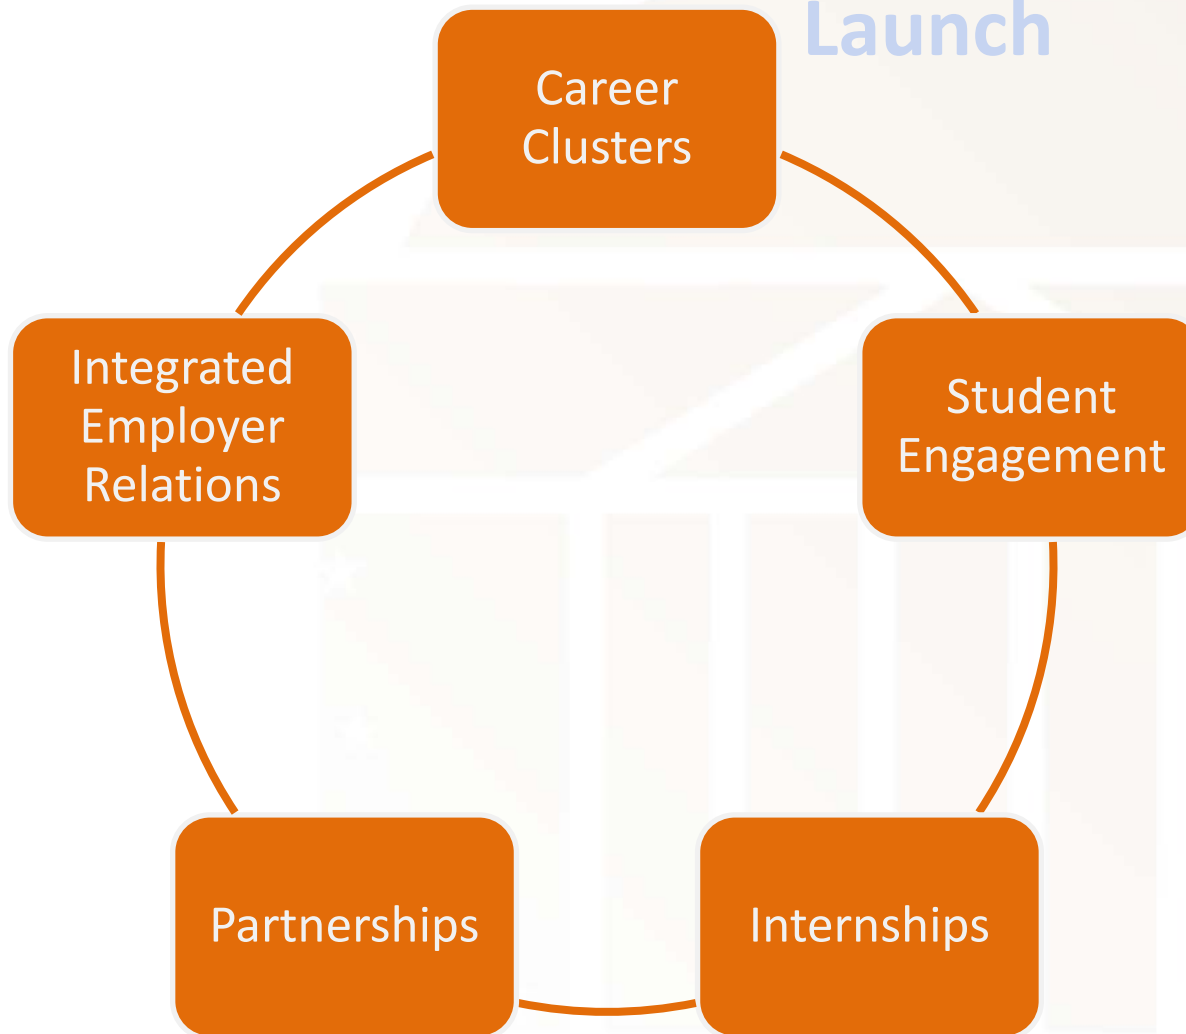 Launch
Career
Clusters
Integrated
Employer
Relations
Student
Engagement
Partnerships
Internships